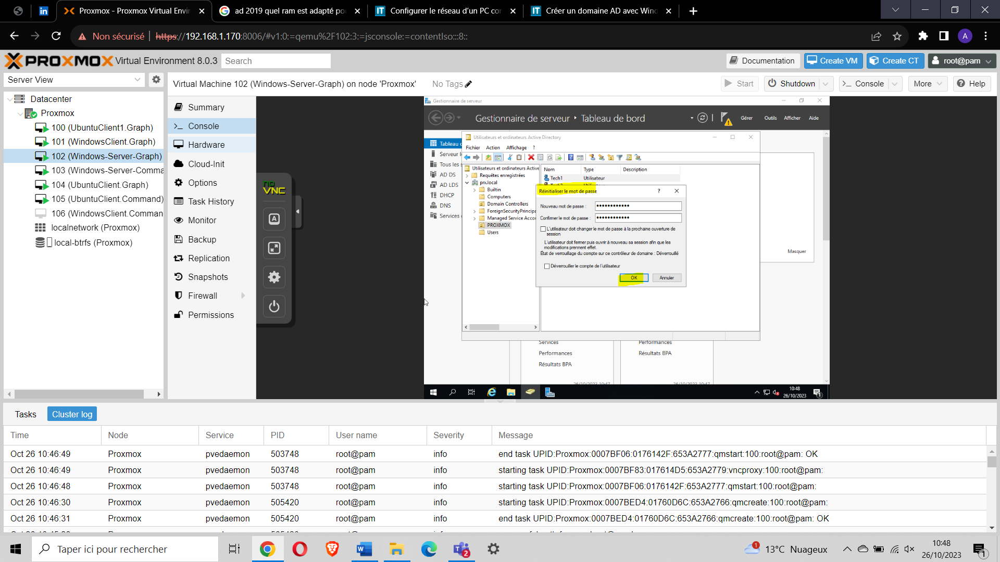 Proxmox - Proxmox Virtual Envir
ad 2019 quel ram est adapté po
Configurer le réseau d'un PC co
Créer un domaine AD avec Wind
Non sécurisé
https://192.168.1.170:8006/#v1:0:=qemu%2F102:3:=jsconsole:=contentIso:::8::
A
PROXMOX Virtual Environment 8.0.3
Search
Documentation
Create VM
Create CT
root@pam
Server View
Virtual Machine 102 (Windows-Server-Graph) on node 'Proxmox'
No Tags
Start
Shutdown
Console
More
Help
Datacenter
Proxmox
100 (UbuntuClient1.Graph)
101 (WindowsClient.Graph)
102 (Windows-Server-Graph)
103 (Windows-Server-Comma
104 (UbuntuClient.Graph)
105 (UbuntuClient.Command)
106 (WindowsClient.Comman
localnetwork (Proxmox)
local-btrfs (Proxmox)
Summary
Console
Hardware
Cloud-Init
Options
Task History
Monitor
Backup
Replication
Snapshots
Firewall
Permissions
no
VNC
A
Gestionnaire de serveur
Gestionnaire de serveur
Tableau de bord
Gérer
Outils
Afficher
Aide
Tableau
Serveur
Tous les
AD DS
AD LDS
DHCP
DNS
Services
Utilisateurs et ordinateurs Active Directory
Fichier
Action
Affichage
?
Utilisateurs et ordinateurs Active
Requêtes enregistrées
prx.local
Builtin
Computers
Domain Controllers
ForeignSecurityPrincipa
Managed Service Acco
PROXMOX
Users
Nom
Type
Description
Tech1
Utilisateur
Réinitialiser le mot de passe
?
Nouveau mot de passe :
Confirmer le mot de passe :
L'utilisateur doit changer le mot de passe à la prochaine ouverture de
session
L'utilisateur doit fermer puis ouvrir à nouveau sa session afin que les
modifications prennent effet.
État de verrouillage du compte sur ce contrôleur de domaine : Déverrouillé
Déverrouiller le compte de l'utilisateur
OK
Annuler
Masquer
Services
Performances
Résultats BPA
Performances
Résultats BPA
26/10/2023 10:47
26/10/2023 10:47
10:48
26/10/2023
1
Tasks
Cluster log
Time
Node
Service
PID
User name
Severity
Message
Oct 26 10:46:49 Proxmox pvedaemon 503748 root@pam info end task UPID:Proxmox:0007BF06:0176142F:653A2777:qmstart:100:root@pam: OK
Oct 26 10:46:49 Proxmox pvedaemon 503748 root@pam info starting task UPID:Proxmox:0007BF83:017614D5:653A2779:vncproxy:100:root@pam:
Oct 26 10:46:48 Proxmox pvedaemon 503748 root@pam info starting task UPID:Proxmox:0007BF06:0176142F:653A2777:qmstart:100:root@pam:
Oct 26 10:46:30 Proxmox pvedaemon 505420 root@pam info starting task UPID:Proxmox:0007BED4:01760D6C:653A2766:qmcreate:100:root@pam:
Oct 26 10:46:31 Proxmox pvedaemon 505420 root@pam info end task UPID:Proxmox:0007BED4:01760D6C:653A2766:qmcreate:100:root@pam: OK
Taper ici pour rechercher
2
1
13°C Nuageux
10:48
26/10/2023
1